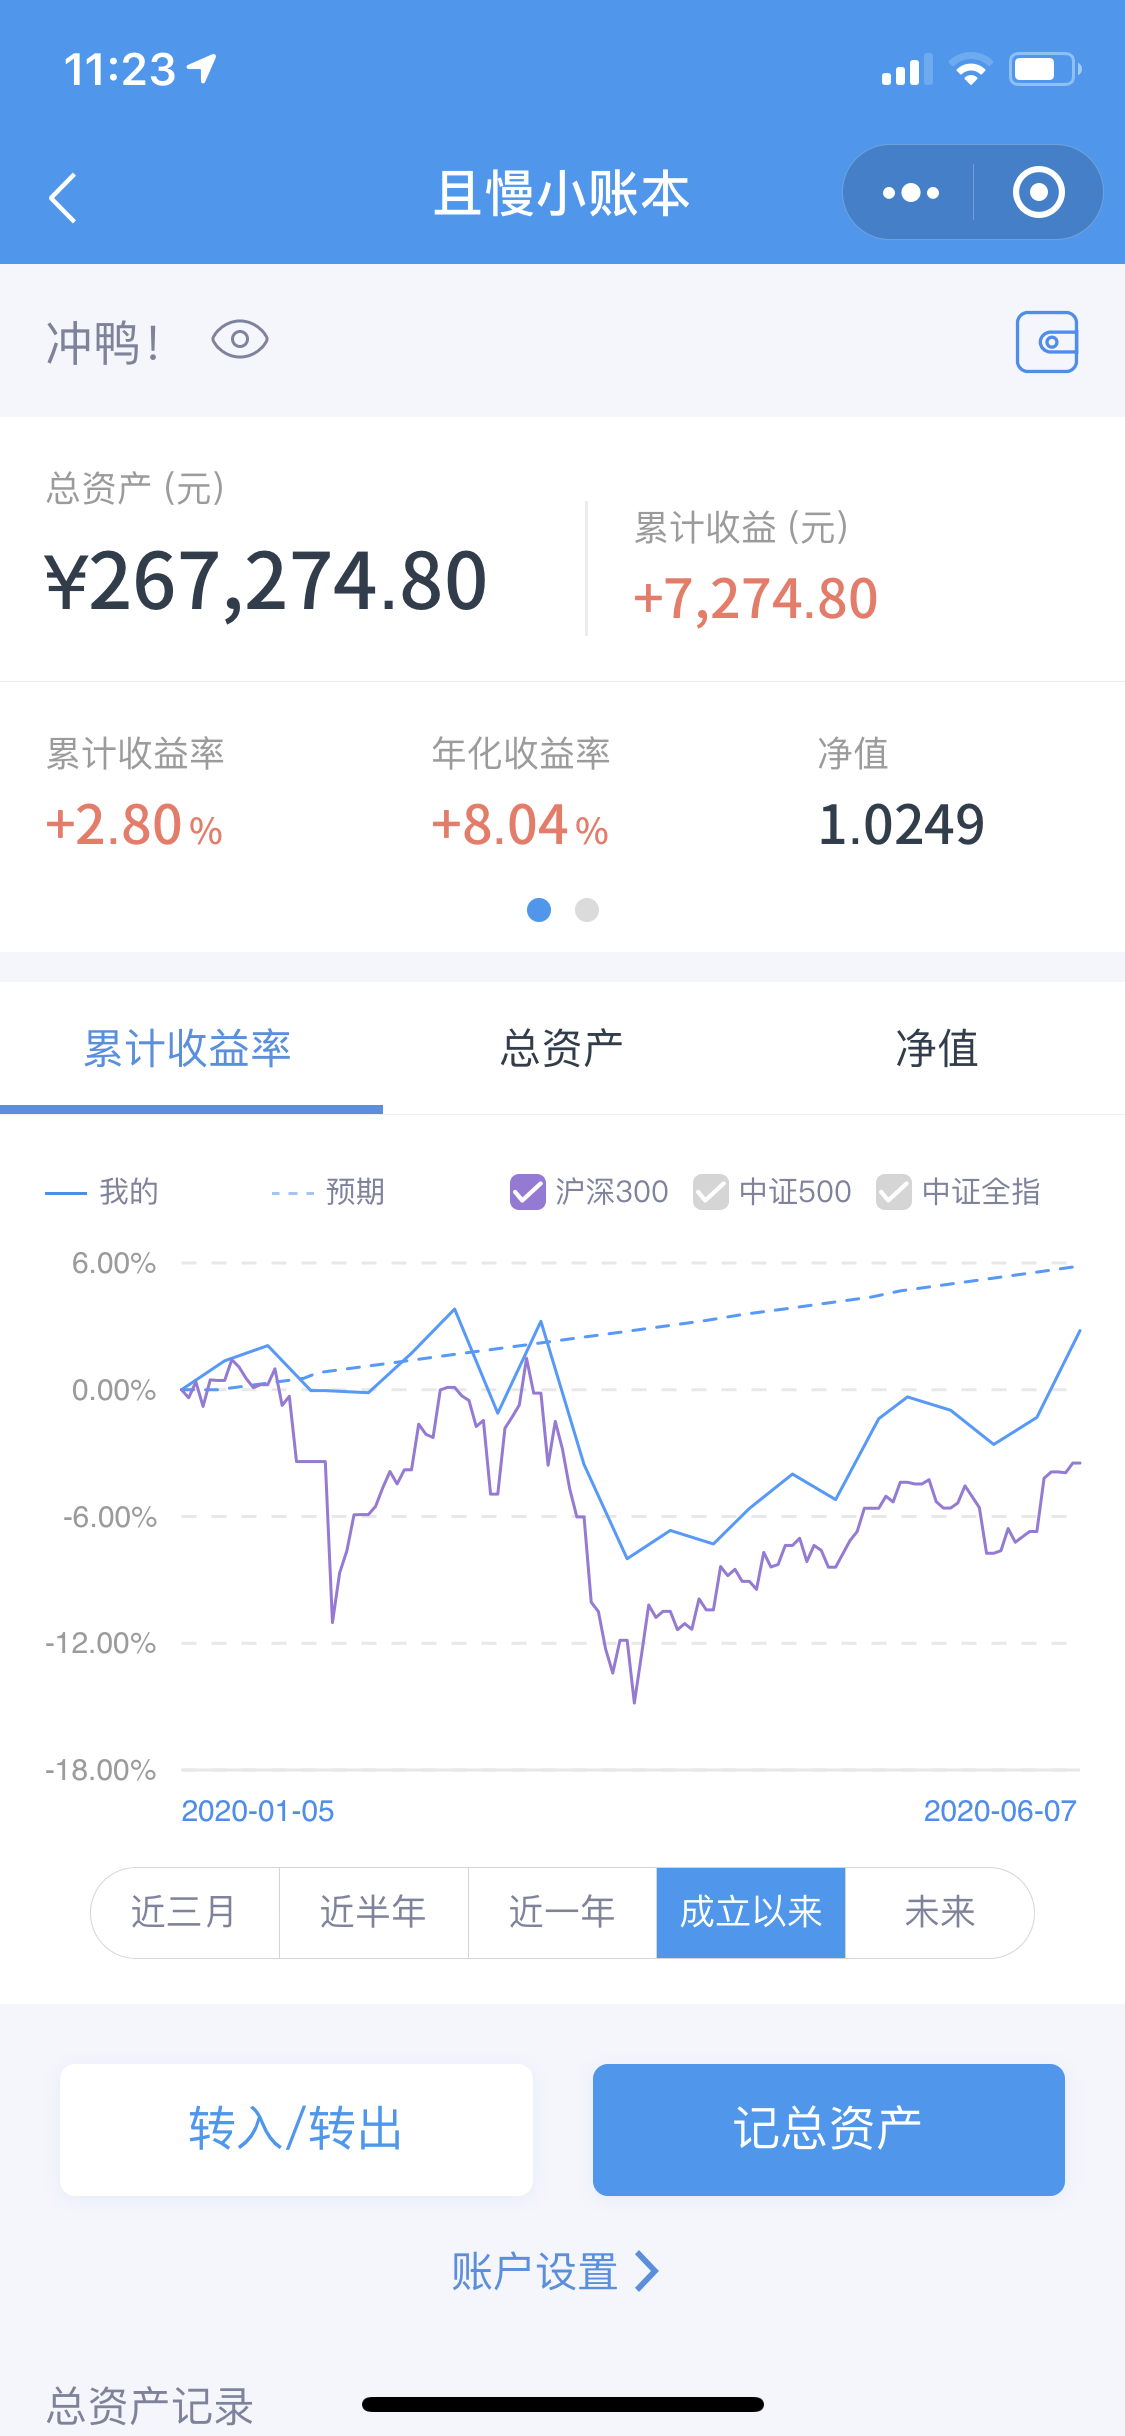 11:23
且慢小账本
冲鸭！
总资产 (元)
¥267,274.80
累计收益 (元)
+7,274.80
累计收益率
年化收益率
净值
+2.80 %
+8.04 %
1.0249
累计收益率
总资产
净值
我的
预期
沪深300
中证500
中证全指
6.00%
0.00%
-6.00%
-12.00%
-18.00%
2020-01-05
2020-06-07
近三月
近半年
近一年
成立以来
未来
转入/转出
记总资产
账户设置
总资产记录